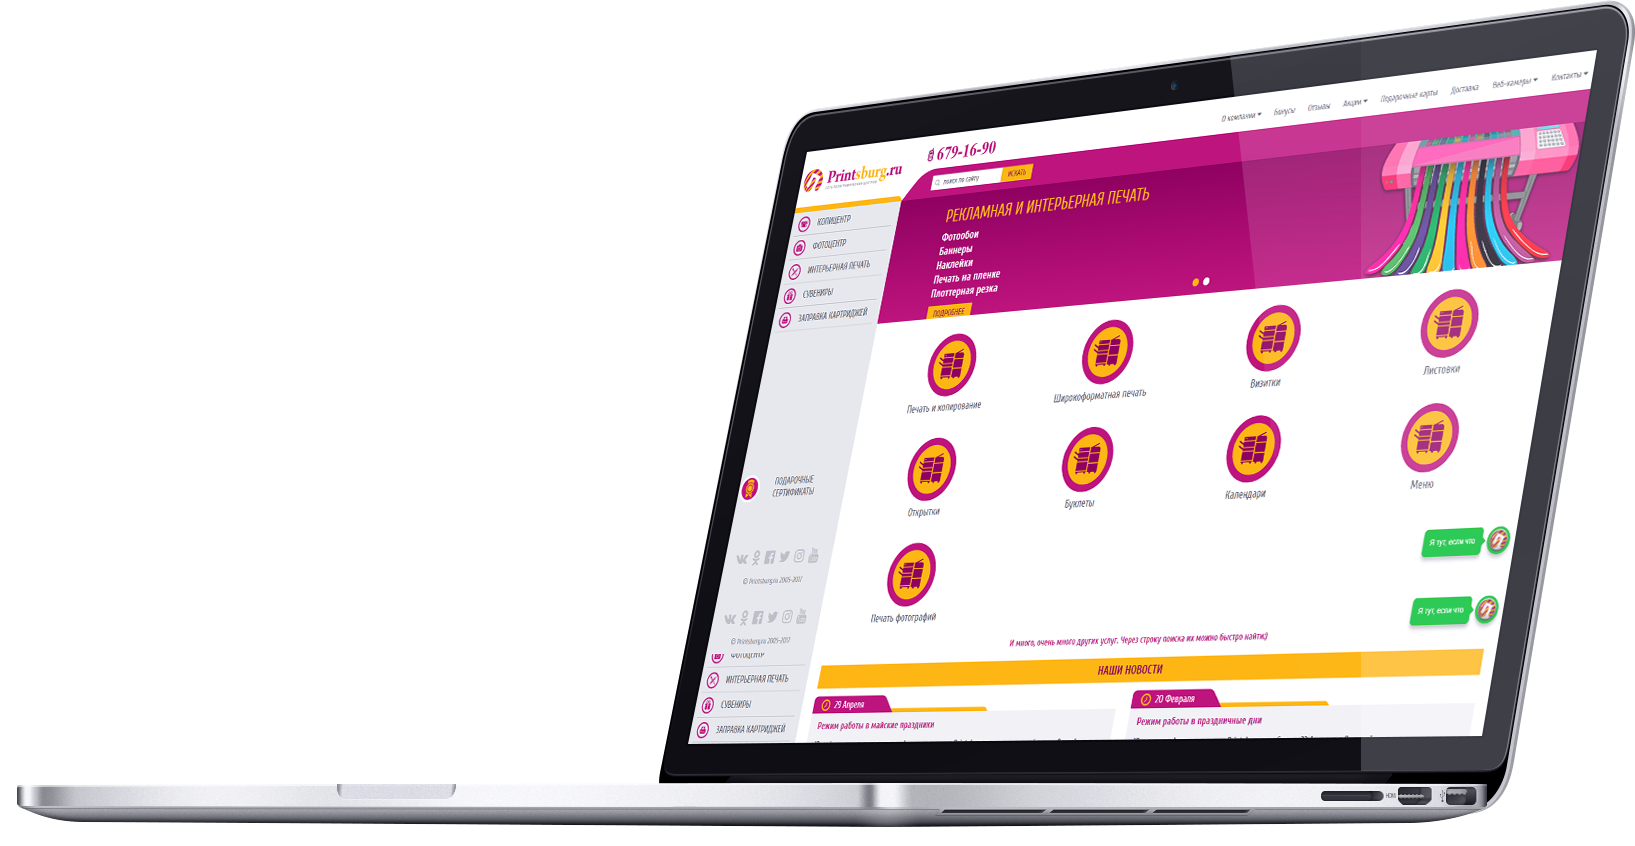 О компании
Бонусы
Отзывы
Акции
Подарочные карты
Доставка
Веб-камеры
Контакты
Printsburg.ru
679-16-90
поиск по сайту
ИСКАТЬ
КОПИЦЕНТР
ФОТОЦЕНТР
ИНТЕРЬЕРНАЯ ПЕЧАТЬ
СУВЕНИРЫ
ЗАПРАВКА КАРТРИДЖЕЙ
РЕКЛАМНАЯ И ИНТЕРЬЕРНАЯ ПЕЧАТЬ
Фотообои
Баннеры
Наклейки
Печать на пленке
Плоттерная резка
ПОДРОБНЕЕ
Печать и копирование
Широкоформатная печать
Визитки
Листовки
Открытки
Буклеты
Календари
Меню
Печать фотографий
ПОДАРОЧНЫЕ
СЕРТИФИКАТЫ
© Printsburg.ru 2005-2017
© Printsburg.ru 2005-2017
ФОТОЦЕНТР
ИНТЕРЬЕРНАЯ ПЕЧАТЬ
СУВЕНИРЫ
ЗАПРАВКА КАРТРИДЖЕЙ
Я тут, если что
Я тут, если что
И много, очень много других услуг. Через строку поиска их можно быстро найти;)
НАШИ НОВОСТИ
29 Апреля
Режим работы в майские праздники
20 Февраля
Режим работы в праздничные дни
HDMI